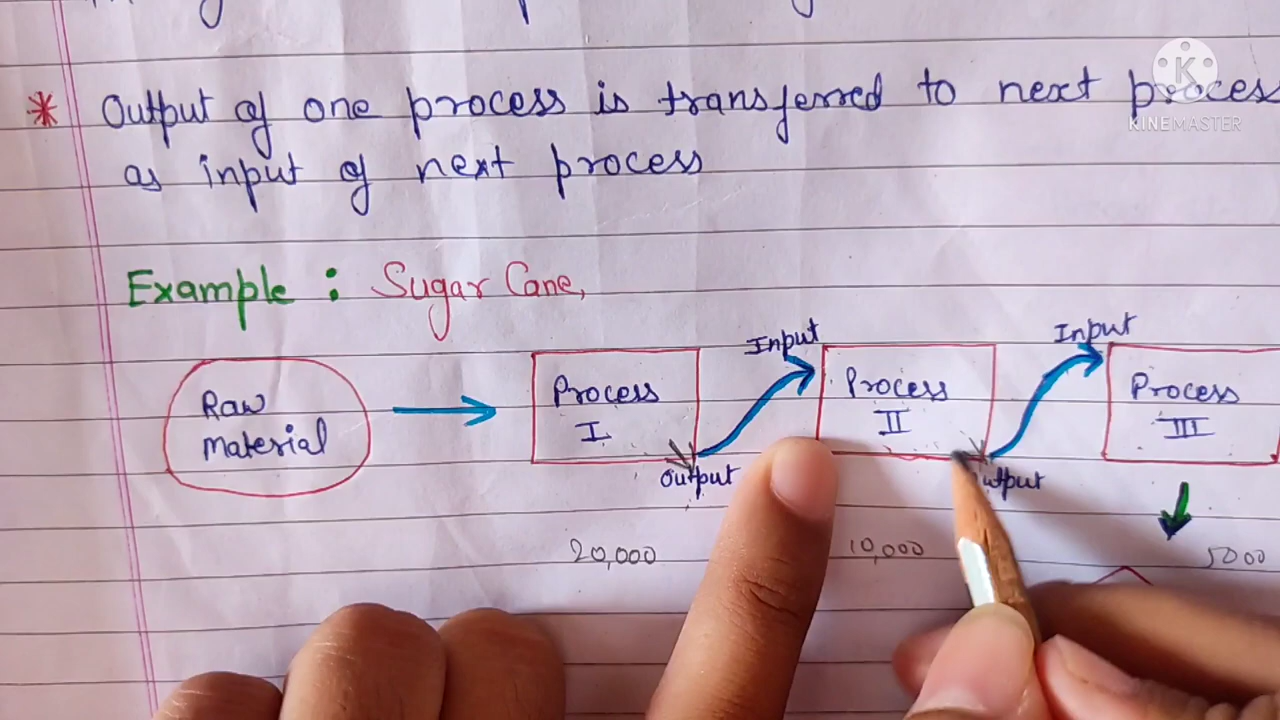 * Output of one process is transferred to next process
as input of next process
KINEMASTER
Example : Sugar Cane,
Raw material
Process I
Output
Input
Process II
Output
Input
Process III
20,000
10,000
5000